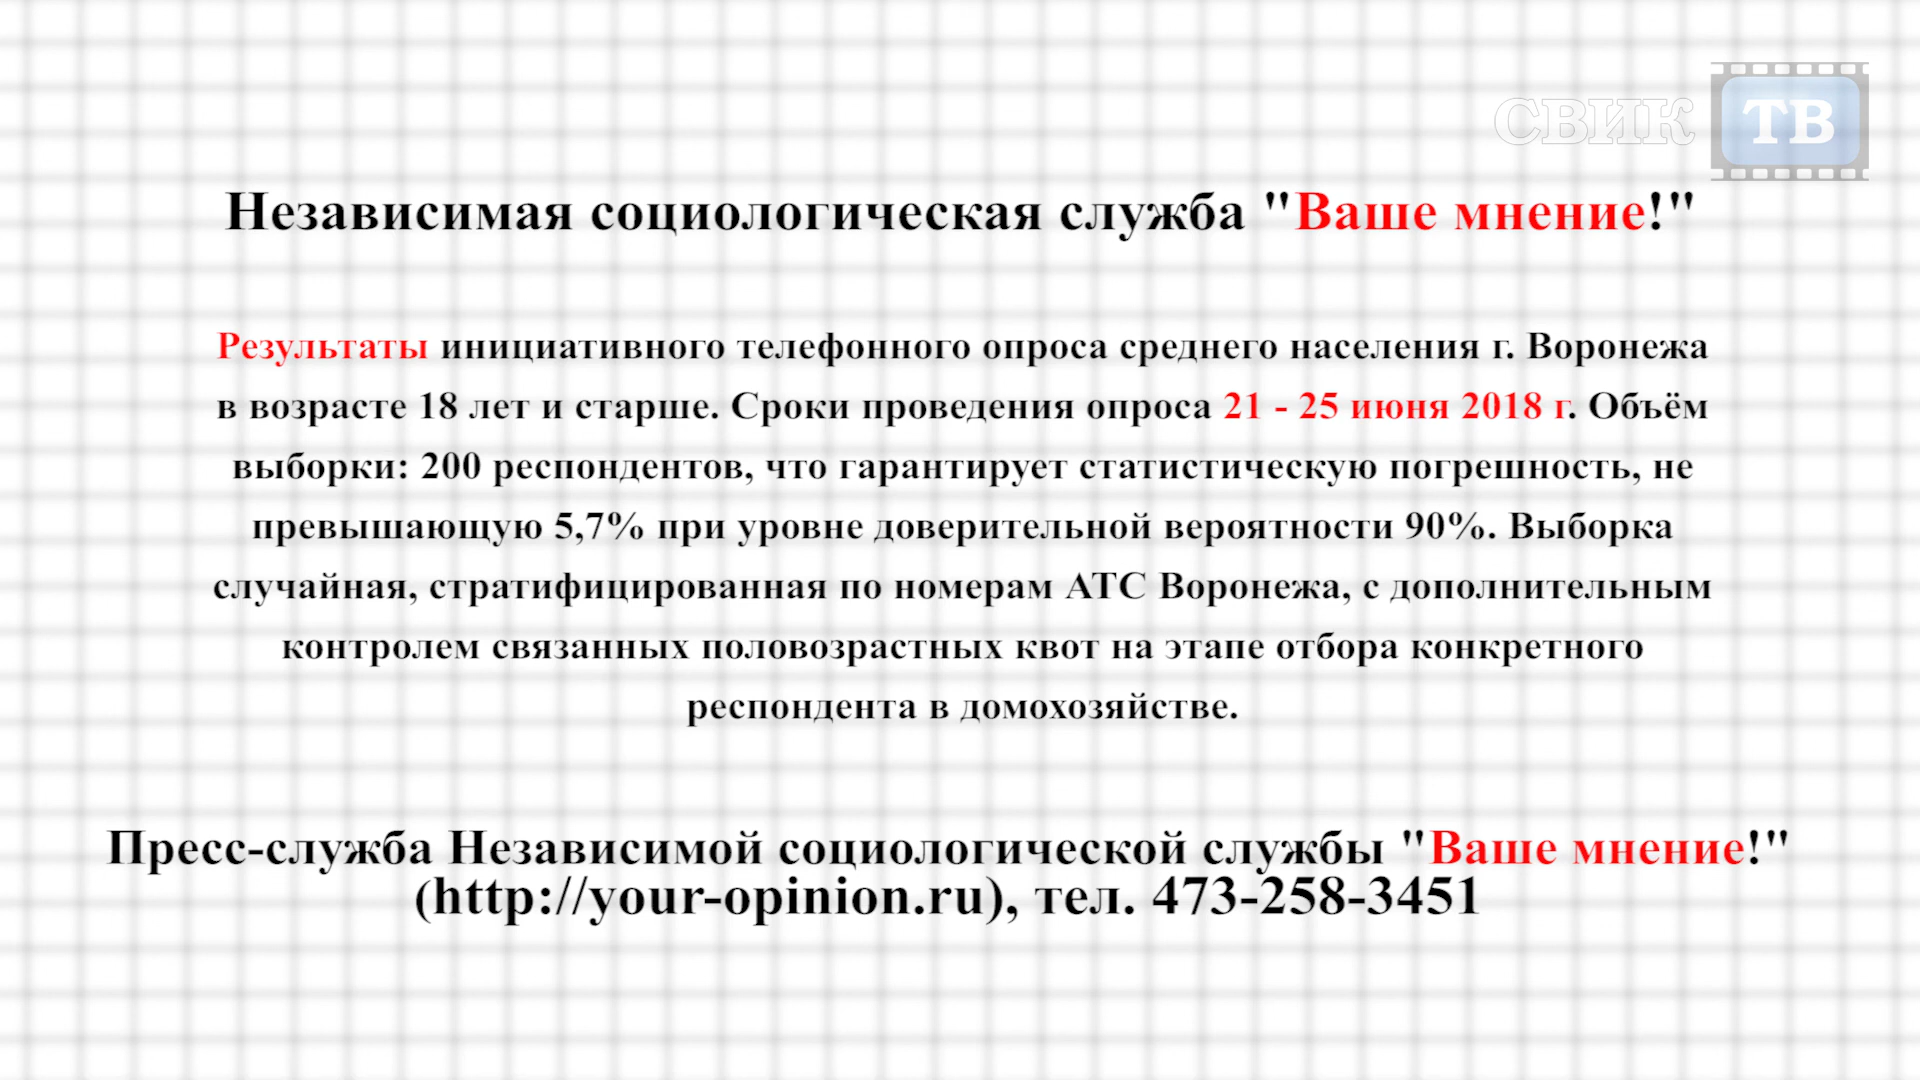 СВИК ТВ
Независимая социологическая служба "Ваше мнение!"
Результаты инициативного телефонного опроса среднего населения г. Воронежа
в возрасте 18 лет и старше. Сроки проведения опроса 21 - 25 июня 2018 г. Объём
выборки: 200 респондентов, что гарантирует статистическую погрешность, не
превышающую 5,7% при уровне доверительной вероятности 90%. Выборка
случайная, стратифицированная по номерам АТС Воронежа, с дополнительным
контролем связанных половозрастных квот на этапе отбора конкретного
респондента в домохозяйстве.
Пресс-служба Независимой социологической службы "Ваше мнение!"
(http://your-opinion.ru), тел. 473-258-3451